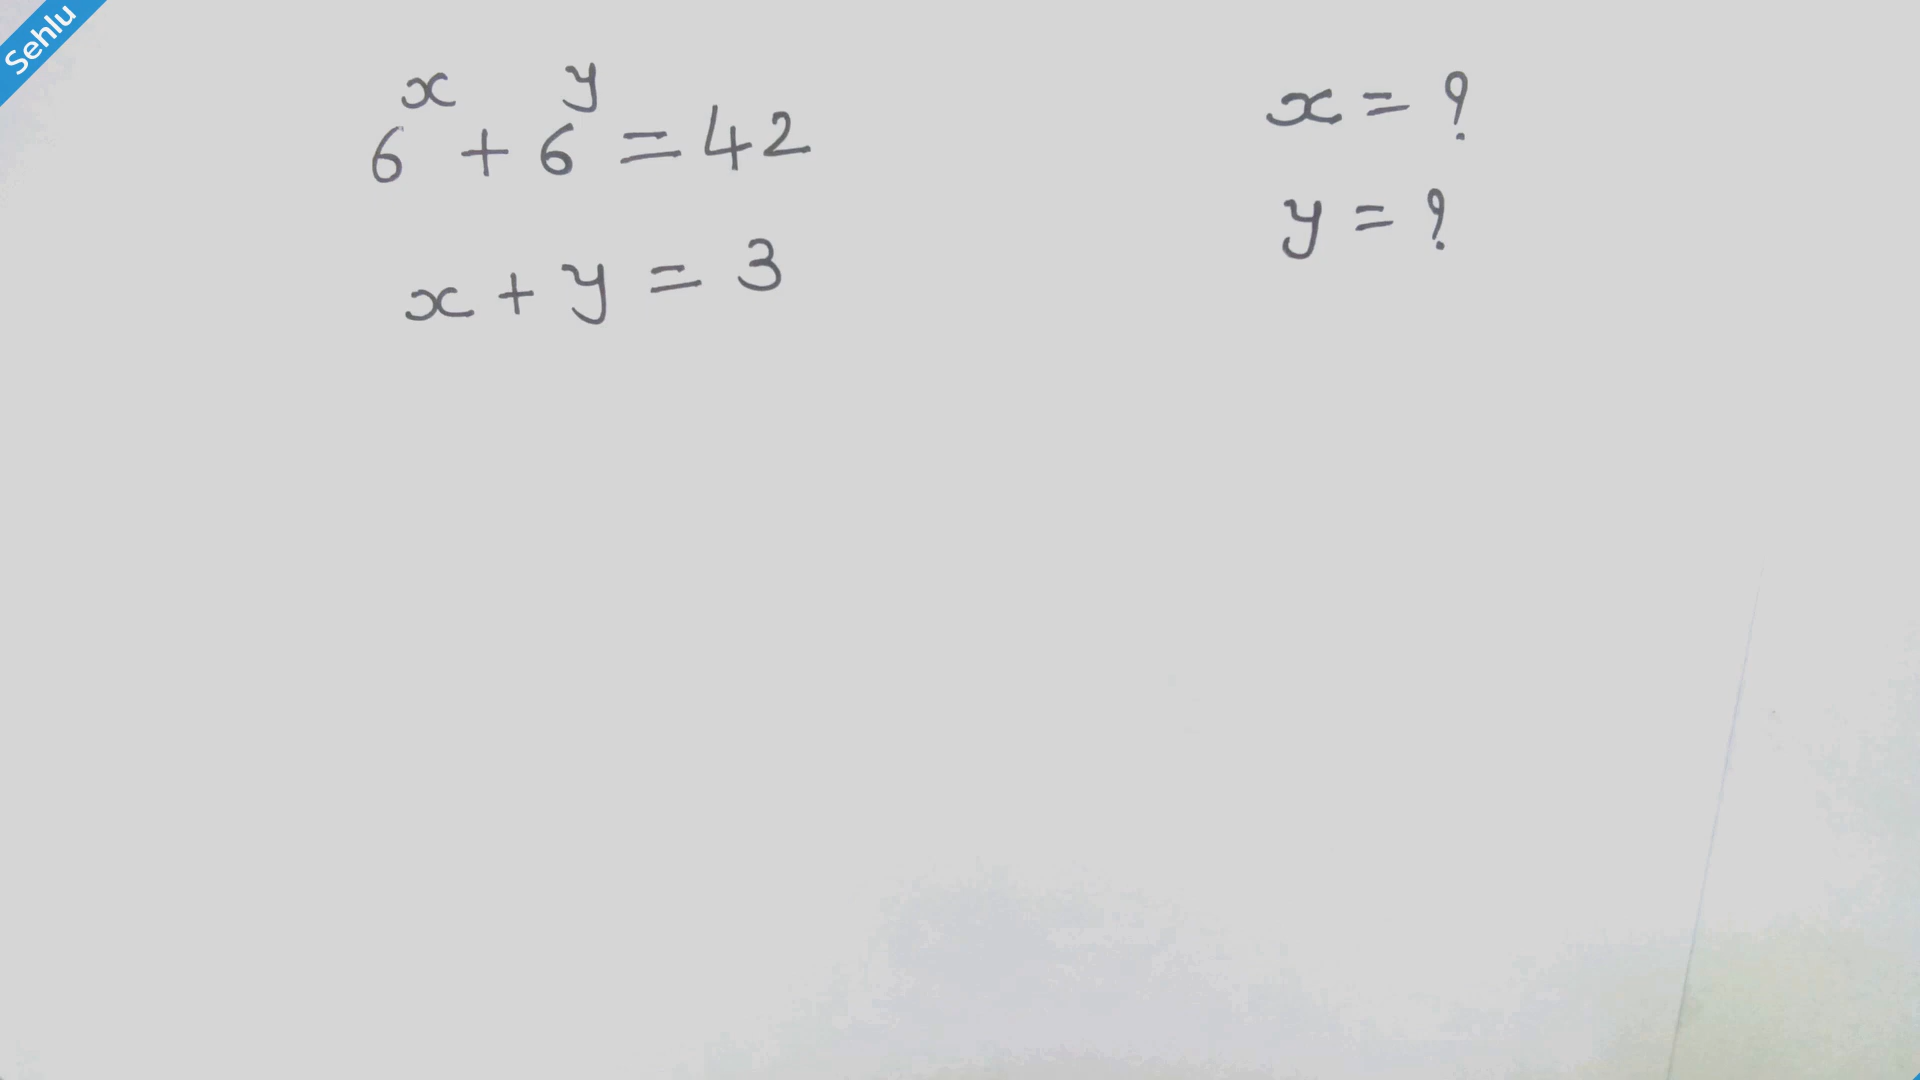 Sehlu
6^x + 6^y = 42
x + y = 3
x = ?
y = ?